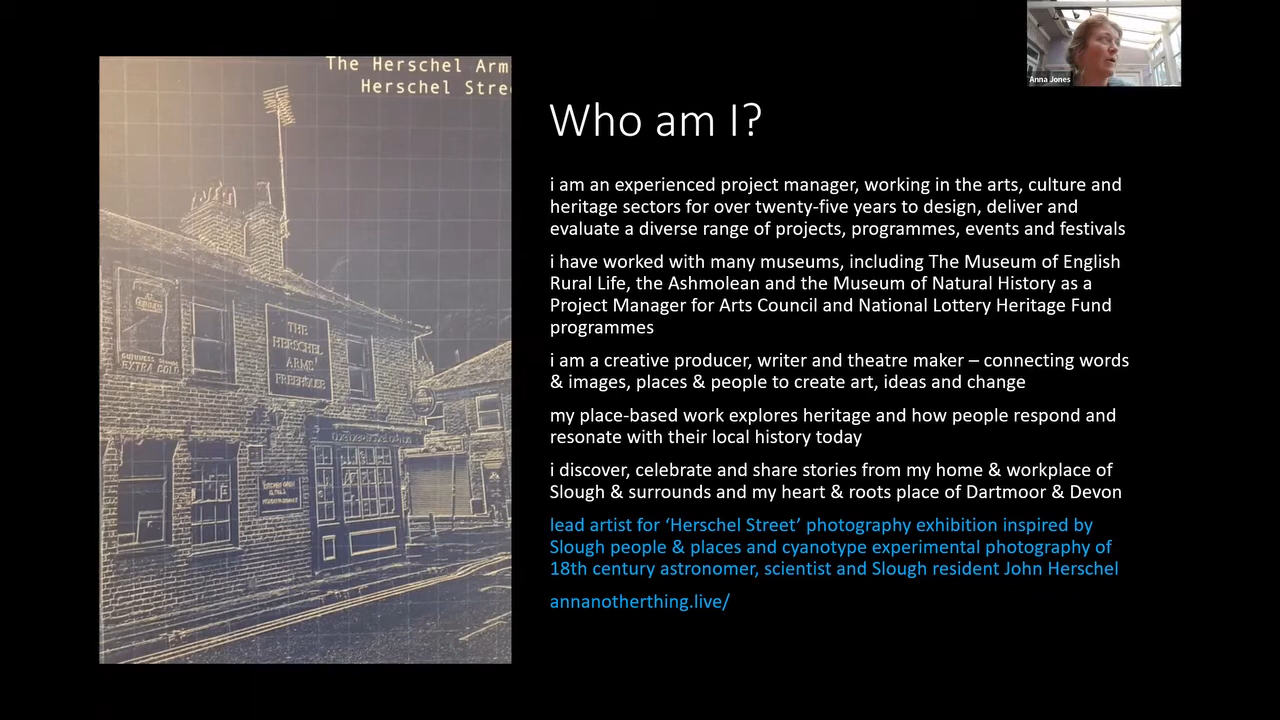 The Herschel Arm
Herschel Stree
Anna Jones
Who am I?
i am an experienced project manager, working in the arts, culture and
heritage sectors for over twenty-five years to design, deliver and
evaluate a diverse range of projects, programmes, events and festivals
i have worked with many museums, including The Museum of English
Rural Life, the Ashmolean and the Museum of Natural History as a
Project Manager for Arts Council and National Lottery Heritage Fund
programmes
i am a creative producer, writer and theatre maker – connecting words
& images, places & people to create art, ideas and change
my place-based work explores heritage and how people respond and
resonate with their local history today
i discover, celebrate and share stories from my home & workplace of
Slough & surrounds and my heart & roots place of Dartmoor & Devon
lead artist for ‘Herschel Street’ photography exhibition inspired by
Slough people & places and cyanotype experimental photography of
18th century astronomer, scientist and Slough resident John Herschel
annanotherthing.live/
THE
HERSCHEL
ARMS'
FREEHOUSE
GUINNESS
EXTRA COLD